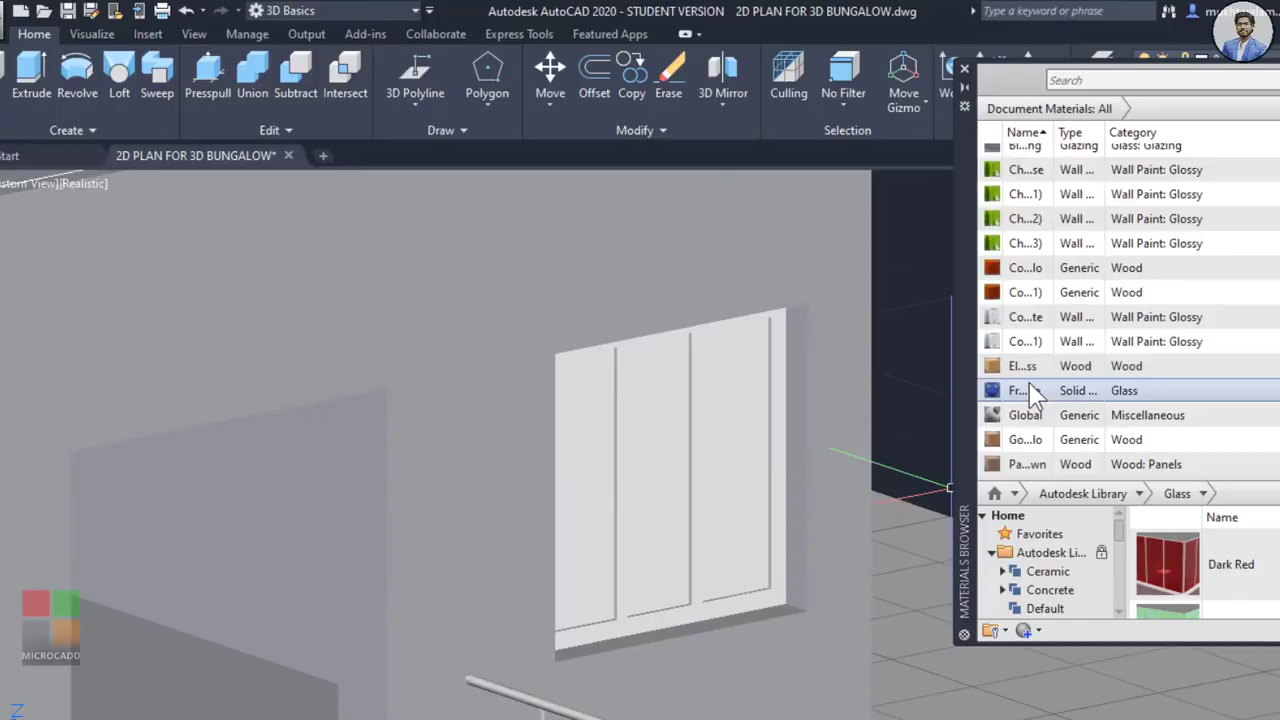 3D Basics
Autodesk AutoCAD 2020 - STUDENT VERSION 2D PLAN FOR 3D BUNGALOW.dwg
Type a keyword or phrase
Home Visualize Insert View Manage Output Add-ins Collaborate Express Tools Featured Apps
Extrude Revolve Loft Sweep Presspull Union Subtract Intersect 3D Polyline Polygon Move Offset Copy Erase 3D Mirror Culling No Filter Move Gizmo
Create Edit Draw Modify Selection
Start 2D PLAN FOR 3D BUNGALOW*
][Realistic]
Search
Document Materials: All
Name Type Category
Bl...ng Glazing Glass: Glazing
Ch...se Wall ... Wall Paint: Glossy
Ch...1) Wall ... Wall Paint: Glossy
Ch...2) Wall ... Wall Paint: Glossy
Ch...3) Wall ... Wall Paint: Glossy
Co...lo Generic Wood
Co...1) Generic Wood
Co...te Wall ... Wall Paint: Glossy
Co...1) Wall ... Wall Paint: Glossy
El...ss Wood Wood
Fr... Solid ... Glass
Global Generic Miscellaneous
Go...lo Generic Wood
Pa...wn Wood Wood: Panels
Autodesk Library Glass
Home
Favorites
Autodesk Li...
Ceramic
Concrete
Default
Name
Dark Red
MATERIALS BROWSER
MICROCADD
Z